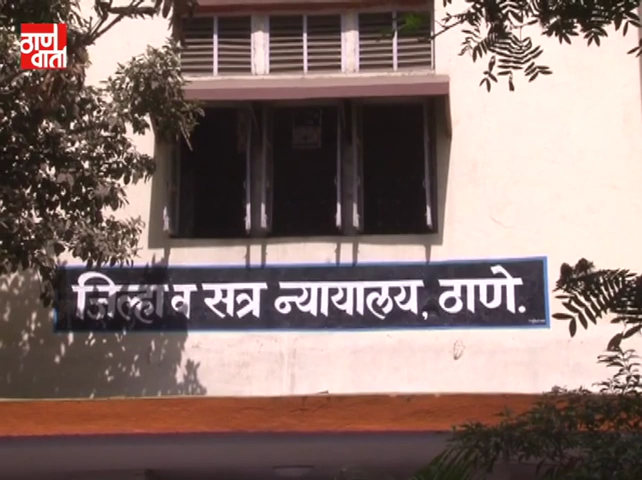 ठाणे
वार्ता
जिल्हा व सत्र न्यायालय, ठाणे.